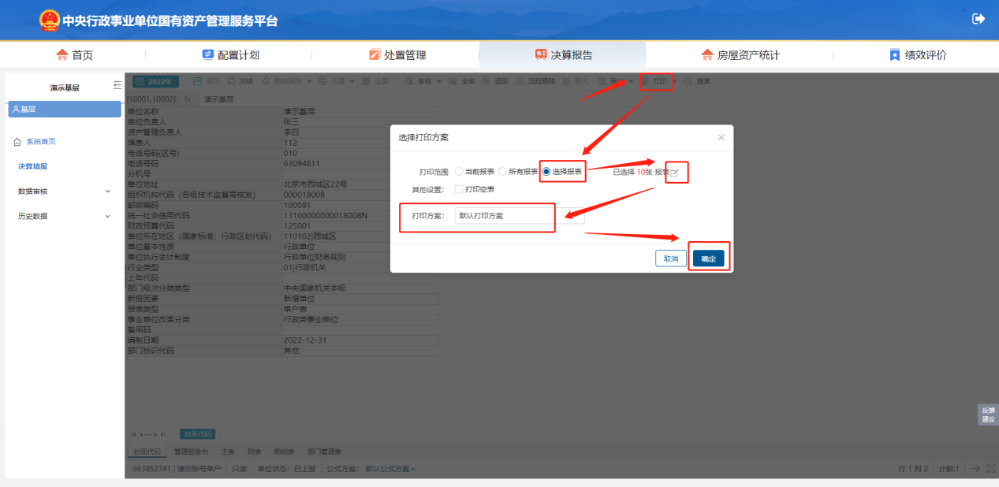 中央行政事业单位国有资产管理服务平台
首页 配置计划 处置管理 决算报告 房屋资产统计 绩效评价
演示基层
基层
系统首页
决算填报
数据审核
历史数据
2022年 保存 冻结 整表清除 运算 全算 审核 全审 退回 流程跟踪 导入 导出 打印 搜索
[10001,10002] fx 演示基层
单位名称 演示基层
单位负责人 张三
资产管理负责人 李四
填表人 112
电话号码(区号) 010
电话号码 63094611
分机号
单位地址 北京市西城区22号
组织机构代码（各级技术监督局核发） 000018008
邮政编码 100081
统一社会信用代码 13100000000018008N
财政预算代码 125001
单位所在地区（国家标准：行政区划代码） 110102|西城区
单位基本性质 行政单位
单位执行会计制度 行政单位财务规则
行业类型 01|行政机关
上年代码
部门级次分类类型 中央国家机关本级
新报因素 新增单位
报表类型 单户表
事业单位改革分类 行政类事业单位
备用码
编制日期 2022-12-31
部门标识代码 其他
选择打印方案
打印范围 当前报表 所有报表 选择报表 已选择 10张 报表
其他设置： 打印空表
打印方案： 默认打印方案
取消 确定
反馈
建议
封面代码
封面代码 管理报告书 主表 附表 明细表 部门管理表
963852741 | 演示账号单户 只读 单位状态：已上报 公式方案： 默认公式方案 行 1 列 2 计数:1